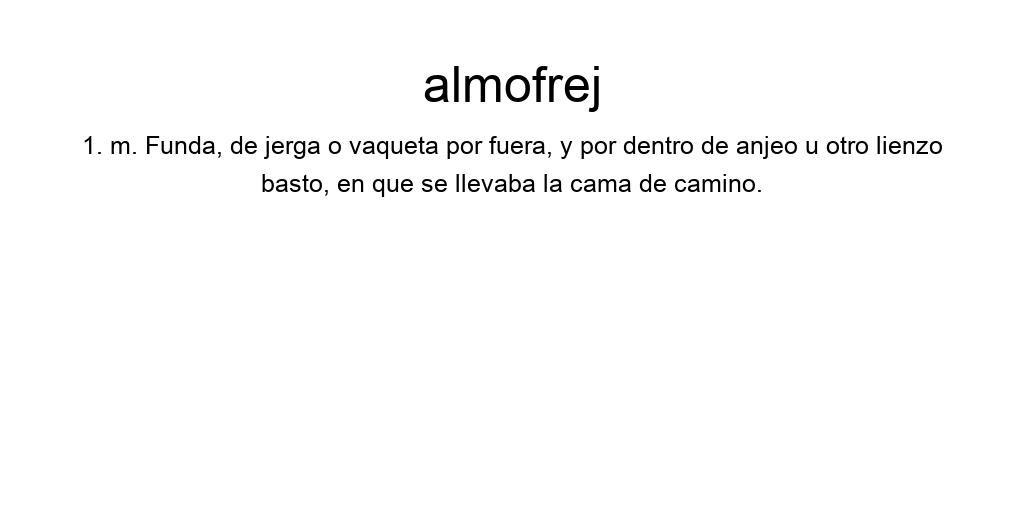 almofrej
1. m. Funda, de jerga o vaqueta por fuera, y por dentro de anjeo u otro lienzo
basto, en que se llevaba la cama de camino.